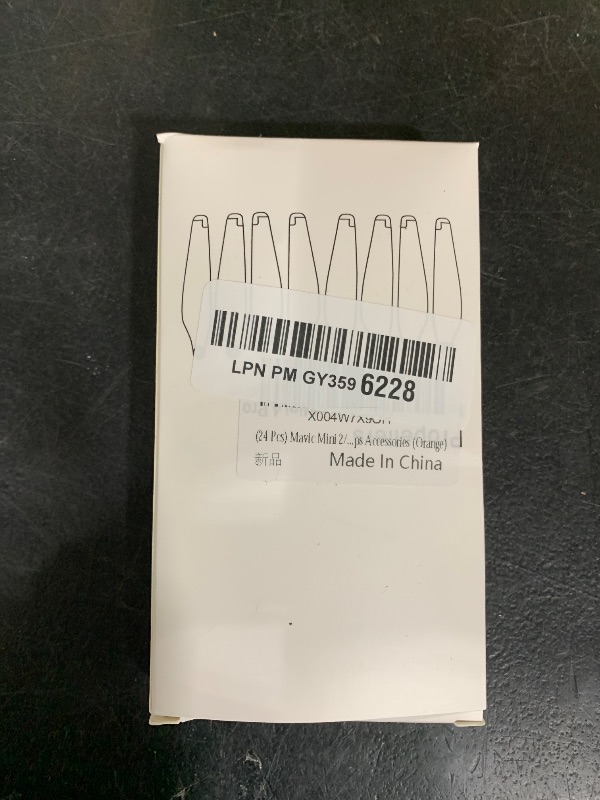 LPN PM GY359 6228
(24 Pcs) Mavic Mini 2/...ps Accessories (Orange)
新品 Made In China